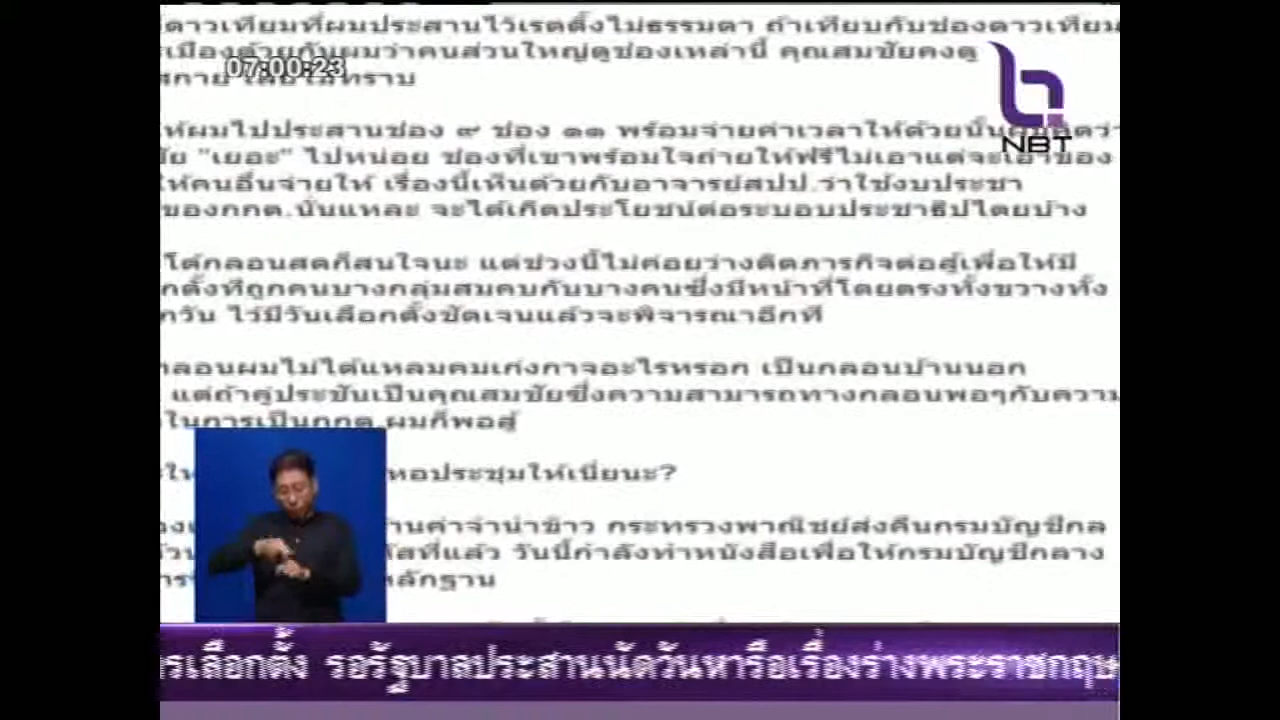 ดาวเทียมที่ผมประสานไว้เรตติ้งไม่ธรรมดา ถ้าเทียบกับช่องดาวเทียม
เมืองด้วยกันผมว่าคนส่วนใหญ่ดูช่องเหล่านี้ คุณสมชัยคงดู
07:00:23
NBT
ให้ผมไปประสานช่อง ๙ ช่อง ๑๑ พร้อมจ่ายค่าเวลาให้ด้วยนั้น
"เยอะ" ไปหน่อย ช่องที่เขาพร้อมใจถ่ายให้ฟรีไม่เอาแต่จะเอาของ
ให้คนอื่นจ่ายให้ เรื่องนี้เห็นด้วยกับอาจารย์สปป.ว่าใช้งบประชา
ของกกต.นั่นแหละ จะได้เกิดประโยชน์ต่อระบอบประชาธิปไตยบ้าง
โต้กลอนสดก็สนใจนะ แต่ช่วงนี้ไม่ค่อยว่างติดภารกิจต่อสู้เพื่อให้มี
กตั้งที่ถูกคนบางกลุ่มสมคบกับบางคนซึ่งมีหน้าที่โดยตรงทั้งขวางทั้ง
กวัน ไว้มีวันเลือกตั้งชัดเจนแล้วจะพิจารณาอีกที
กลอนผมไม่ได้แหลมคมเก่งกาจอะไรหรอก เป็นกลอนบ้านนอก
แต่ถ้าคู่ประชันเป็นคุณสมชัยซึ่งความสามารถทางกลอนพอๆกับความ
ในการเป็นกกต.ผมก็พอสู้
หอประชุมให้เนี่ยนะ?
ค่าจำนำข้าว กระทรวงพาณิชย์ส่งคืนกรมบัญชีกล
ที่แล้ว วันนี้กำลังทำหนังสือเพื่อให้กรมบัญชีกลาง
หลักฐาน
รเลือกตั้ง รอรัฐบาลประสานนัดวันหารือเรื่องร่างพระราชกฤษ